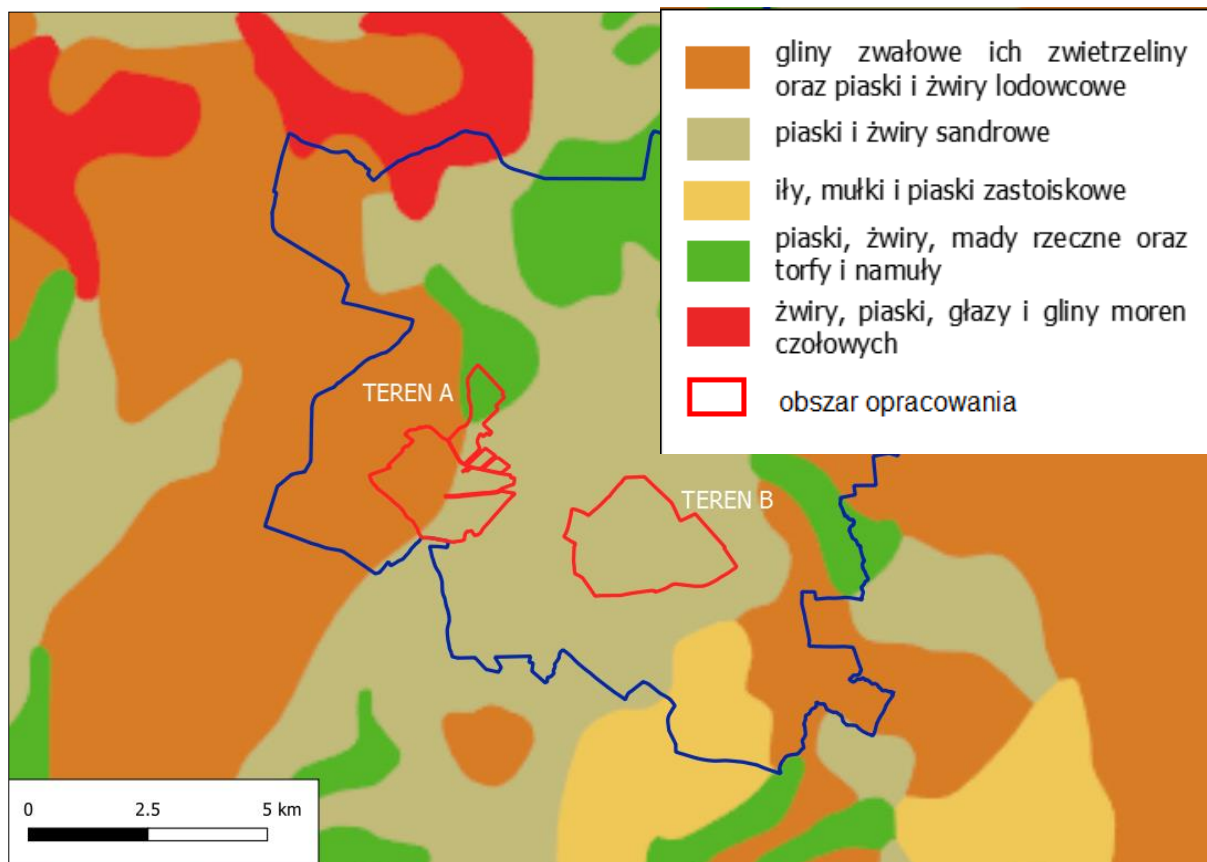 gliny zwałowe ich zwietrzeliny
oraz piaski i żwiry lodowcowe
piaski i żwiry sandrowe
iły, mułki i piaski zastoiskowe
piaski, żwiry, mady rzeczne oraz
torfy i namuły
żwiry, piaski, głazy i gliny moren
czołowych
obszar opracowania
TEREN A
TEREN B
0 2.5 5 km